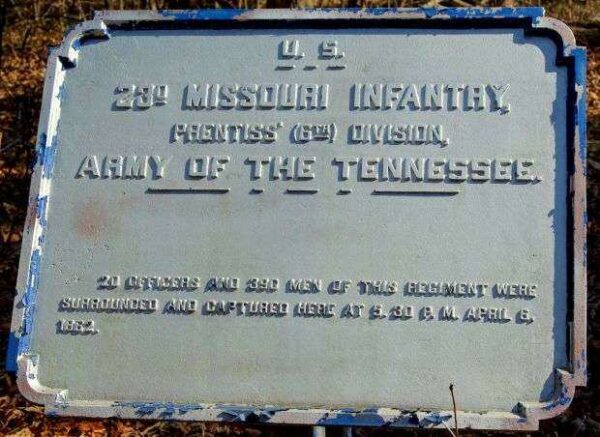 U. S.
23D MISSOURI INFANTRY,
PRENTISS' (6TH) DIVISION,
ARMY OF THE TENNESSEE.
20 OFFICERS AND 390 MEN OF THIS REGIMENT WERE
SURROUNDED AND CAPTURED HERE AT 5.30 P. M. APRIL 6,
1862.